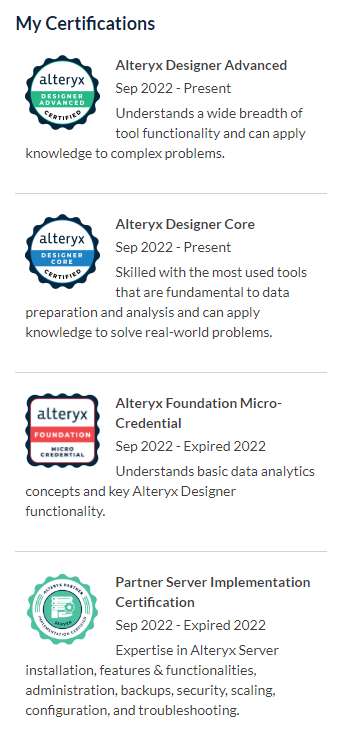 My Certifications
alteryx
DESIGNER
ADVANCED
CERTIFIED
Alteryx Designer Advanced
Sep 2022 - Present
Understands a wide breadth of
tool functionality and can apply
knowledge to complex problems.
alteryx
DESIGNER
CORE
CERTIFIED
Alteryx Designer Core
Sep 2022 - Present
Skilled with the most used tools
that are fundamental to data
preparation and analysis and can apply
knowledge to solve real-world problems.
alteryx
FOUNDATION
MICRO
CREDENTIAL
Alteryx Foundation Micro-
Credential
Sep 2022 - Expired 2022
Understands basic data analytics
concepts and key Alteryx Designer
functionality.
ALTERYX PARTNER
SERVER
IMPLEMENTATION CERTIFIED
Partner Server Implementation
Certification
Sep 2022 - Expired 2022
Expertise in Alteryx Server
installation, features & functionalities,
administration, backups, security, scaling,
configuration, and troubleshooting.